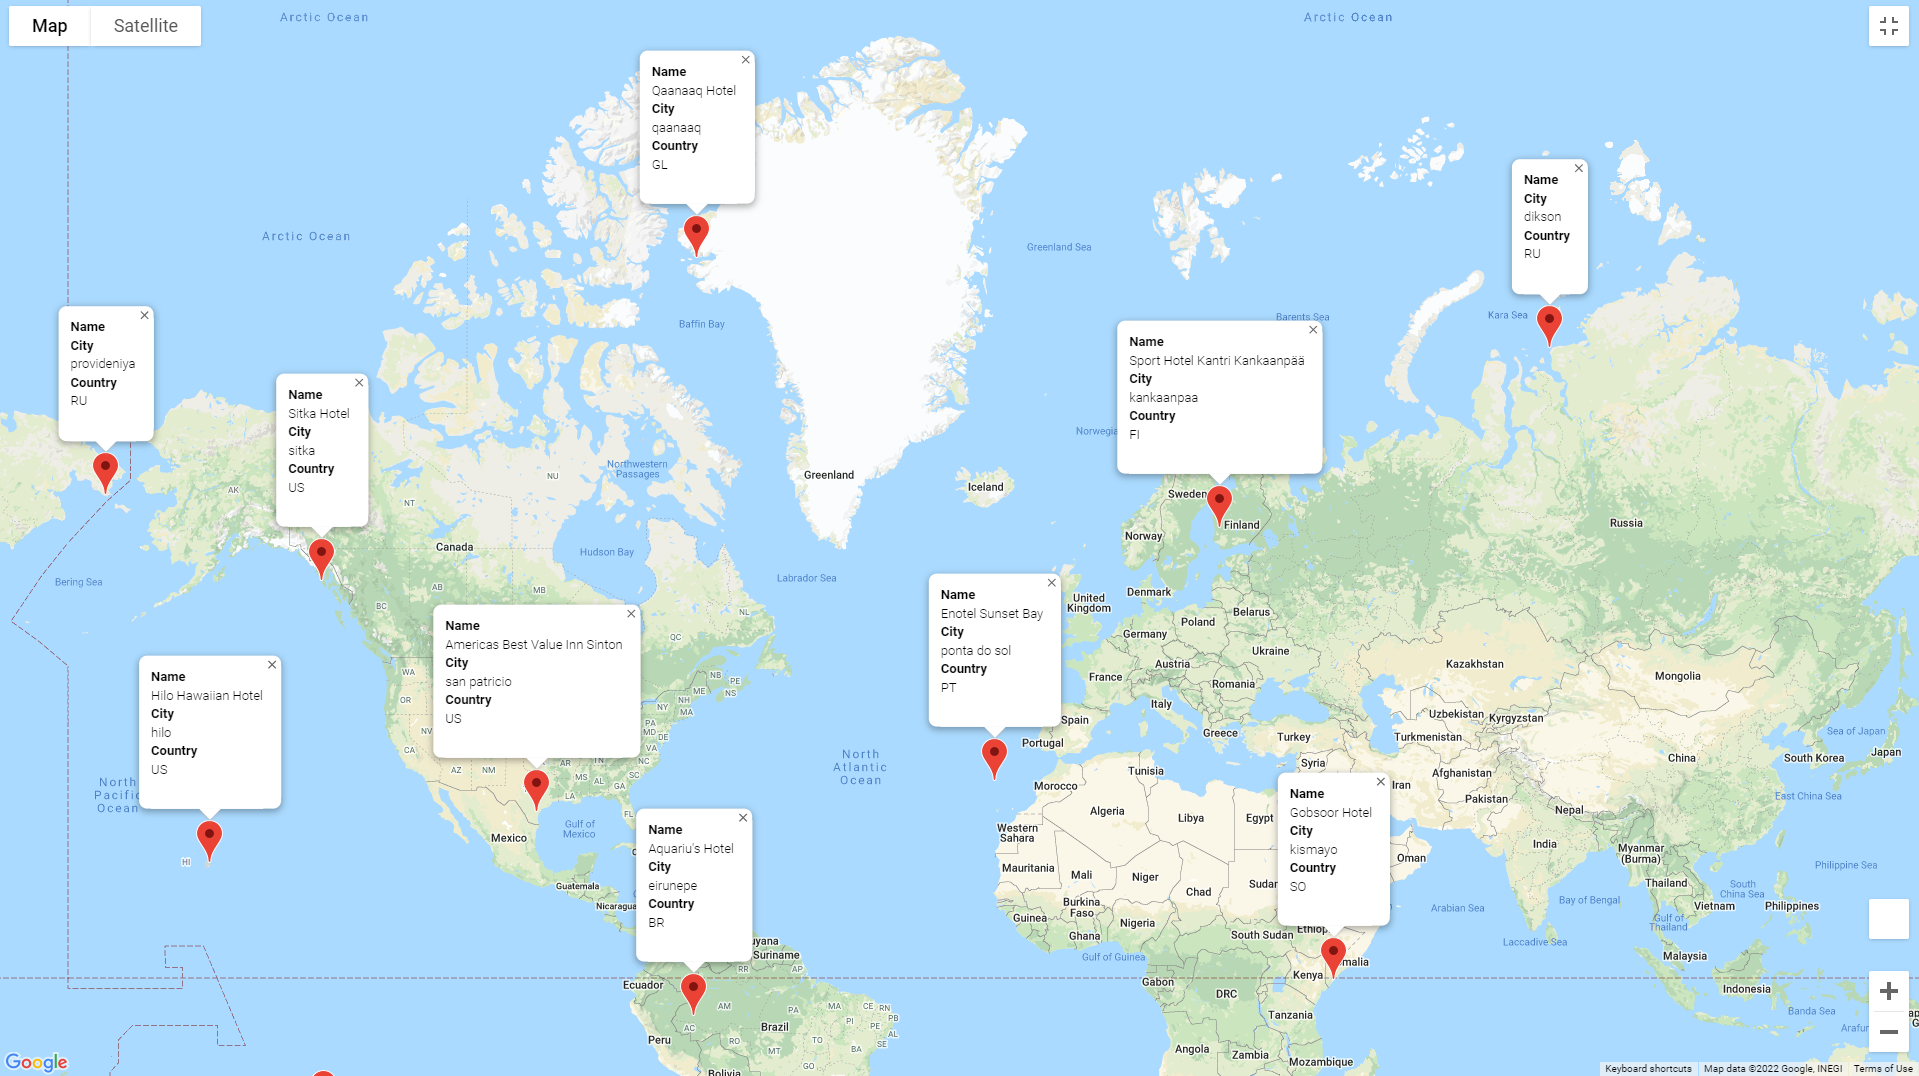 Map
Satellite
Arctic Ocean
Arctic Ocean
Name
Qaanaaq Hotel
City
qaanaaq
Country
GL
Name
City
dikson
Country
RU
Arctic Ocean
Greenland Sea
Baffin Bay
Kara Sea
Barents Sea
Name
City
provideniya
Country
RU
Name
Sitka Hotel
City
sitka
Country
US
Name
Sport Hotel Kantri Kankaanpää
City
kankaanpaa
Country
FI
Northwestern
Passages
NU
AK
NT
Greenland
Iceland
Sweden
Finland
Norway
Russia
Canada
Hudson Bay
Labrador Sea
Bering Sea
AB
MB
BC
NL
QC
Name
Americas Best Value Inn Sinton
City
san patricio
Country
US
Name
Enotel Sunset Bay
City
ponta do sol
Country
PT
United
Kingdom
Denmark
Belarus
Poland
Germany
Ukraine
Austria
France
Romania
Italy
Spain
Greece
Portugal
Turkey
Kazakhstan
Mongolia
Uzbekistan
Kyrgyzstan
Turkmenistan
Sea of Japan
Japan
South Korea
China
Name
Hilo Hawaiian Hotel
City
hilo
Country
US
WA
OR
NV
CA
AZ
NM
NB
PE
NS
ME
NH
NY
MA
PA
MD
DE
NJ
VA
NC
AR
TN
SC
MS
AL
GA
LA
FL
North
Pacific
Ocean
HI
North
Atlantic
Ocean
Gulf of
Mexico
Mexico
Guatemala
Nicaragua
Tunisia
Syria
Iran
Afghanistan
Pakistan
Nepal
East China Sea
Morocco
Algeria
Libya
Egypt
Western
Sahara
Mauritania
Mali
Niger
Chad
Sudan
Oman
India
Myanmar
(Burma)
Philippine Sea
Thailand
South
China Sea
Vietnam
Philippines
Gulf of
Thailand
Bay of Bengal
Arabian Sea
Laccadive Sea
Name
Gobsoor Hotel
City
kismayo
Country
SO
Name
Aquariu's Hotel
City
eirunepe
Country
BR
Burkina
Faso
Guinea
Ghana
Nigeria
Gulf of Guinea
South Sudan
Suriname
RR
AP
Ecuador
Gabon
DRC
Kenya
Malaysia
Indonesia
Banda Sea
AM
PA
MA
CE
RN
PB
PI
PE
AL
SE
AC
Brazil
RO
TO
MT
BA
GO
Peru
Bolivia
Tanzania
Angola
Zambia
Mozambique
Google
Keyboard shortcuts
Map data ©2022 Google, INEGI
Terms of Use